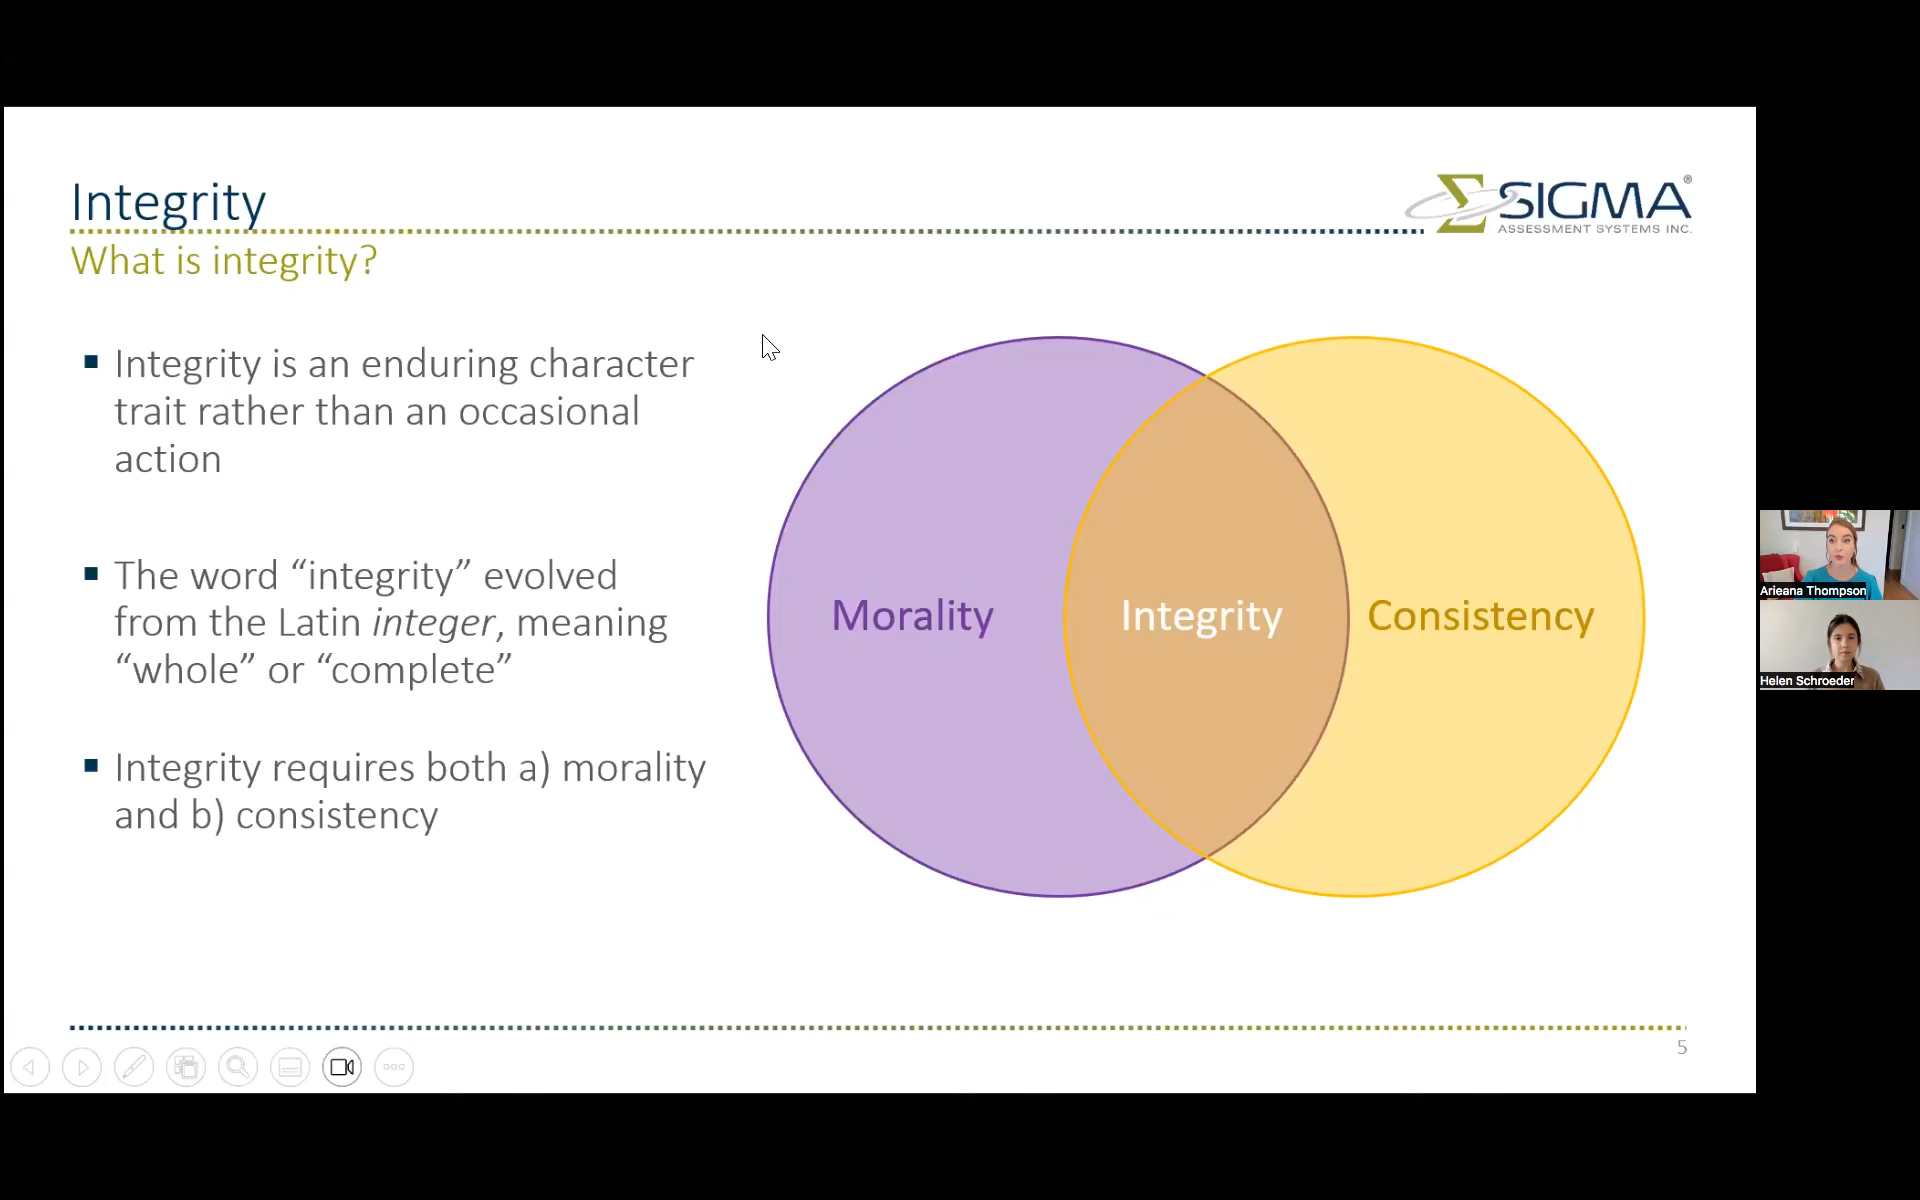 Integrity
SIGMA®
ASSESSMENT SYSTEMS INC.
What is integrity?
Integrity is an enduring character
trait rather than an occasional
action
The word “integrity” evolved
from the Latin integer, meaning
“whole” or “complete”
Integrity requires both a) morality
and b) consistency
Morality
Integrity
Consistency
Arieana Thompson
Helen Schroeder
5